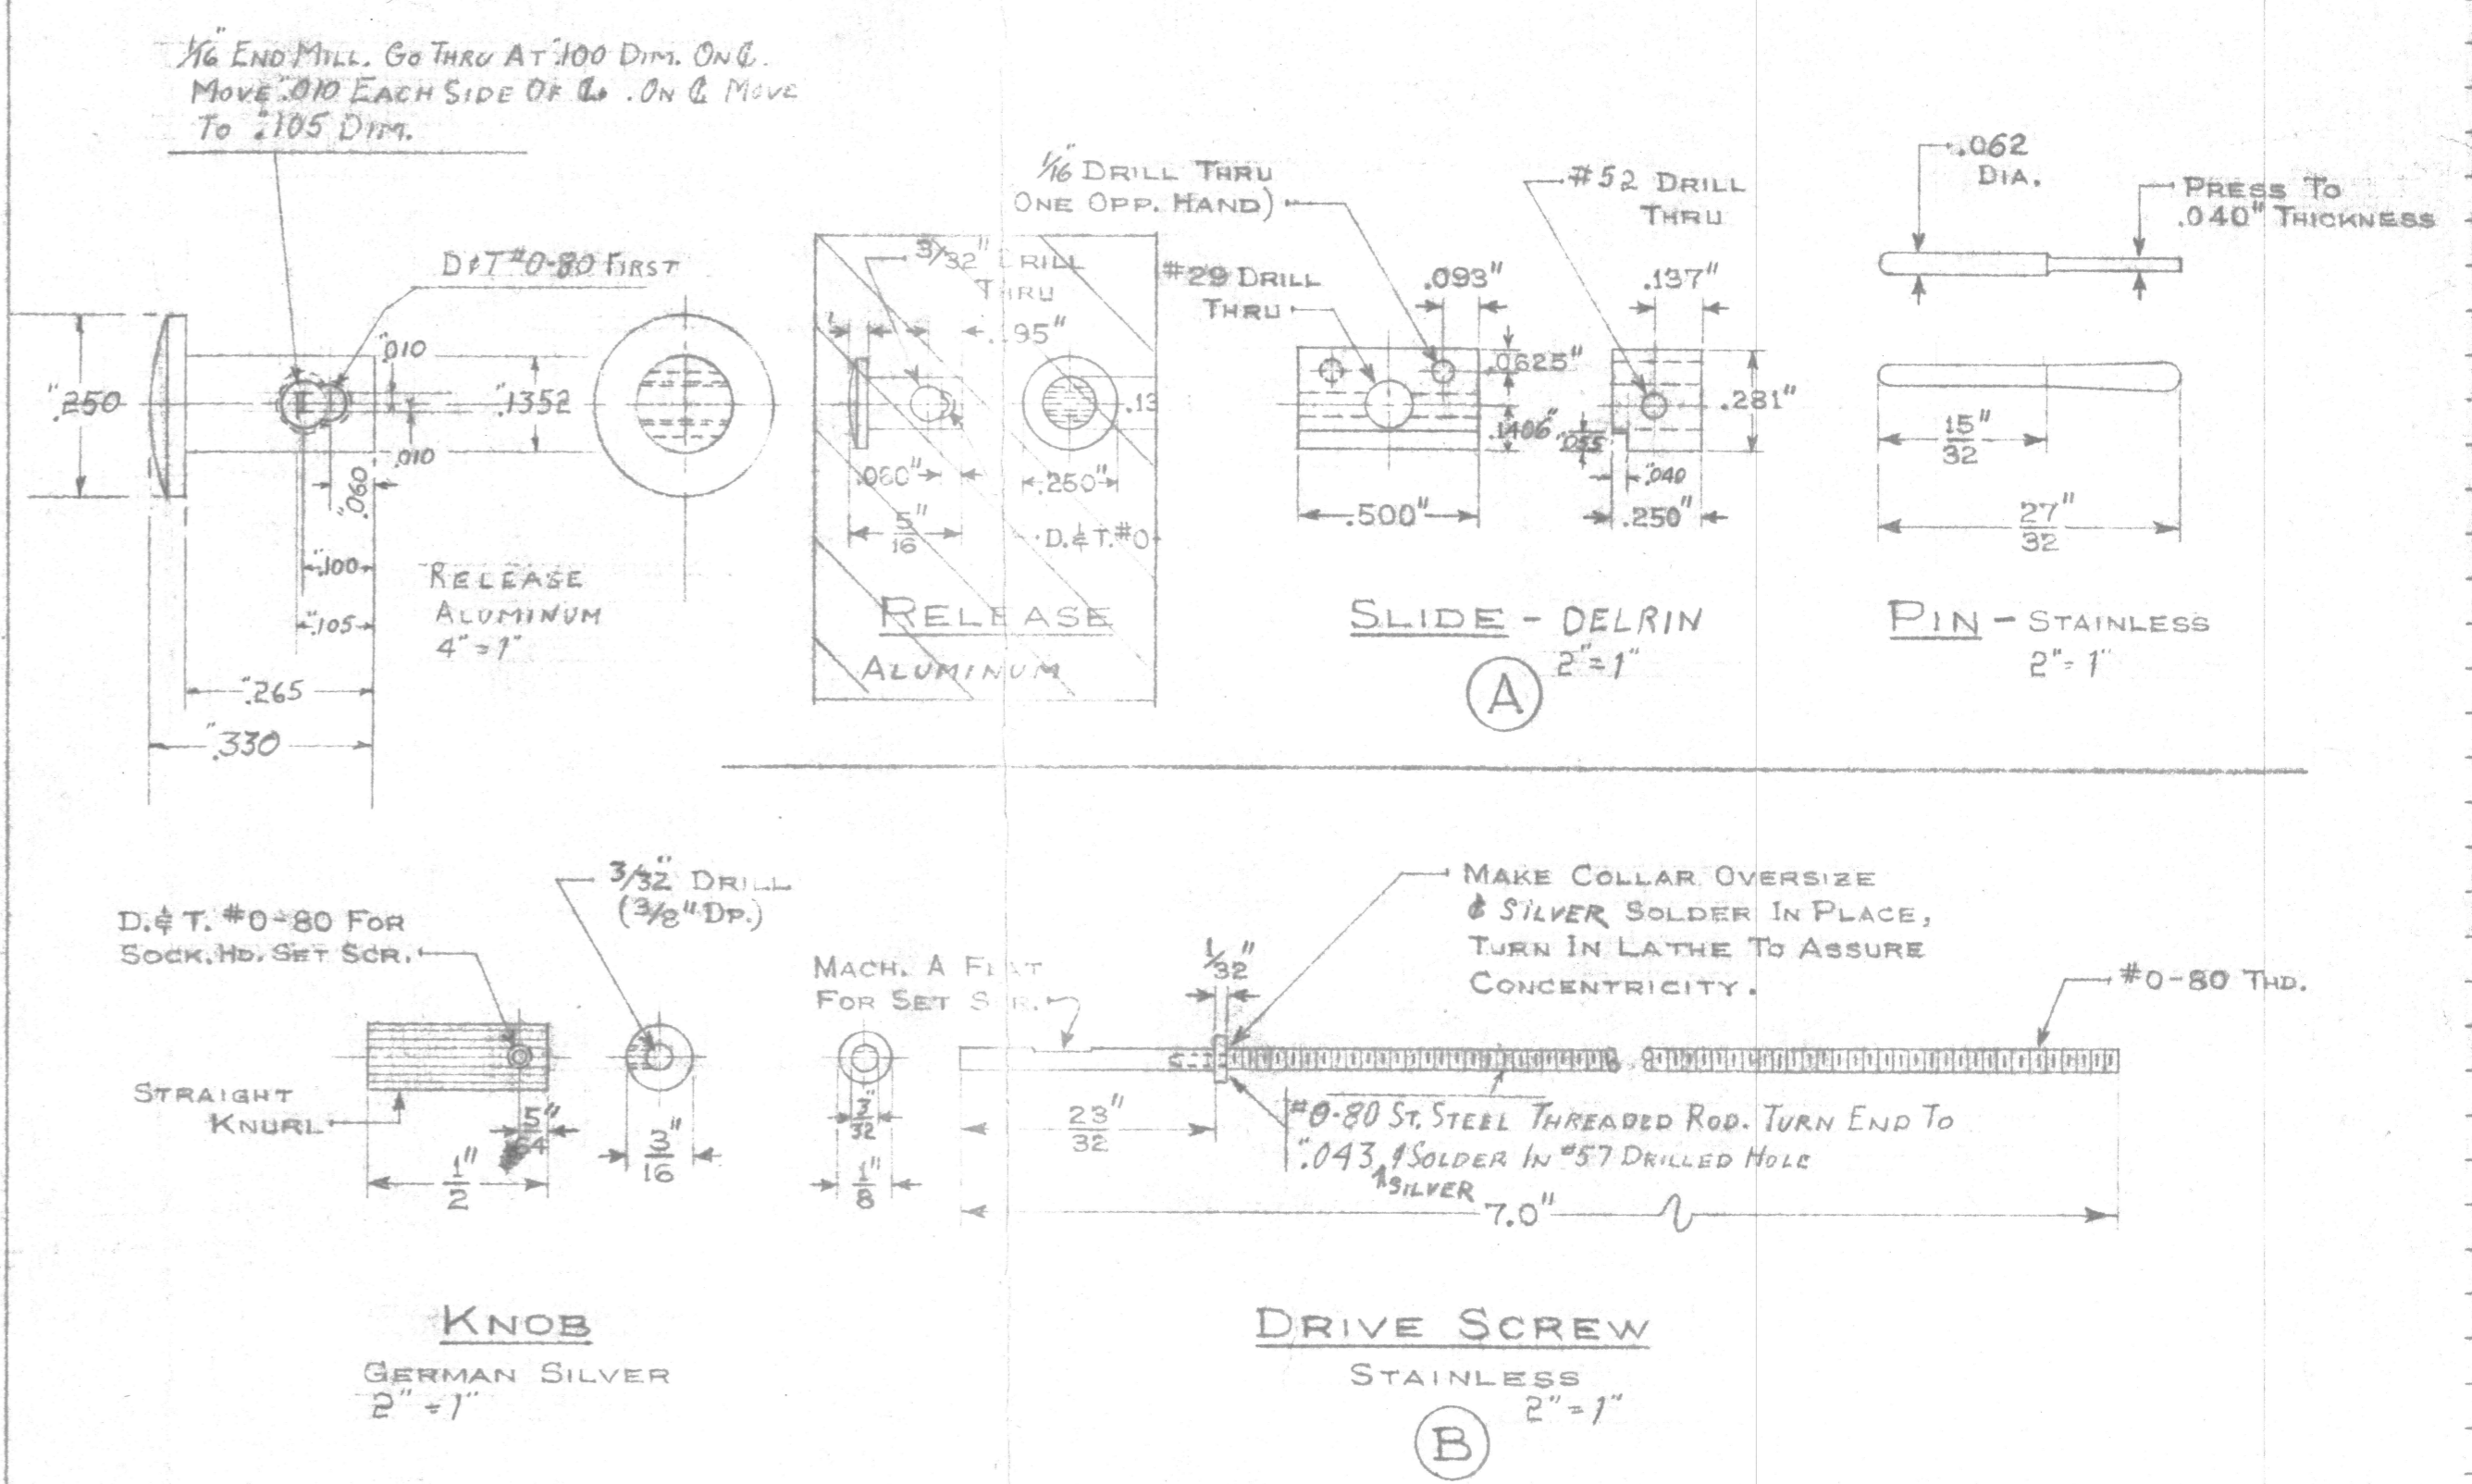 1/16" END MILL. GO THRU AT ".100 DIM. ON ℄.
MOVE ".010 EACH SIDE OF ℄. ON ℄ MOVE
TO ".105 DIM.
D&T #0-80 FIRST
".250
".010
".1352
.010
".060
".100
".105
".265
".330
RELEASE
ALUMINUM
4" = 1"
3/32" DRILL
THRU
.195"
.13
.060"
.250"
5"
16
D.&T.#0-
RELEASE
ALUMINUM
1/16" DRILL THRU
ONE OPP. HAND)
#29 DRILL
THRU
.093"
.0625"
.1406"
.500"
#52 DRILL
THRU
.137"
.281"
".055
".040
.250"
SLIDE - DELRIN
2" = 1"
A
.062
DIA.
PRESS TO
.040" THICKNESS
15"
32
27"
32
PIN - STAINLESS
2" = 1"
D.&T. #0-80 FOR
SOCK. HD. SET SCR.
3/32" DRILL
(3/8" DP.)
STRAIGHT
KNURL
5"
64
1"
2
3"
16
KNOB
GERMAN SILVER
2" = 1"
MACH. A FLAT
FOR SET SCR.
3"
32
1"
8
1"
32
MAKE COLLAR OVERSIZE
& SILVER SOLDER IN PLACE,
TURN IN LATHE TO ASSURE
CONCENTRICITY.
#0-80 THD.
23"
32
#0-80 ST. STEEL THREADED ROD. TURN END TO
".043 & SOLDER IN #57 DRILLED HOLE
SILVER
7.0"
DRIVE SCREW
STAINLESS
2" = 1"
B